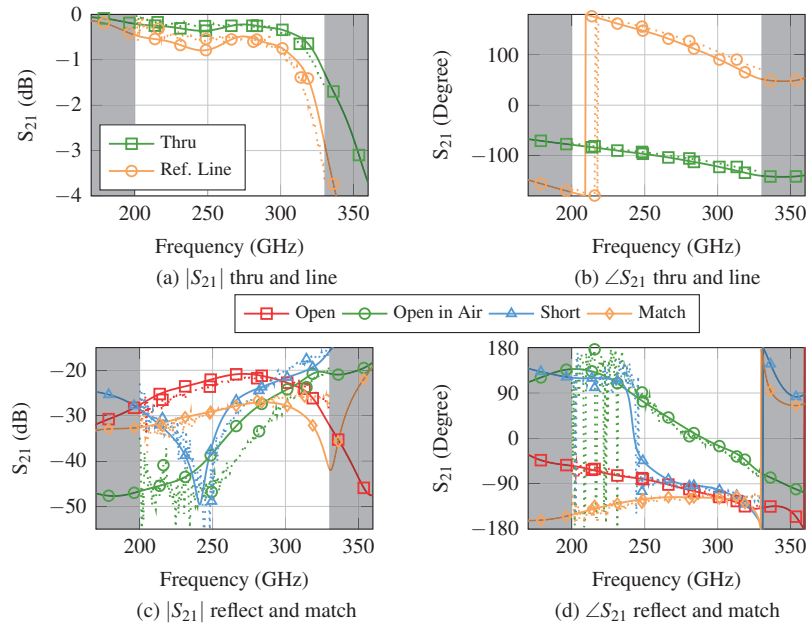 0
−1
−2
−3
−4
S21 (dB)
Thru
Ref. Line
200
250
300
350
Frequency (GHz)
(a) |S21| thru and line
100
0
−100
S21 (Degree)
200
250
300
350
Frequency (GHz)
(b) ∠S21 thru and line
Open
Open in Air
Short
Match
−20
−30
−40
−50
S21 (dB)
200
250
300
350
Frequency (GHz)
(c) |S21| reflect and match
180
90
0
−90
−180
S21 (Degree)
200
250
300
350
Frequency (GHz)
(d) ∠S21 reflect and match